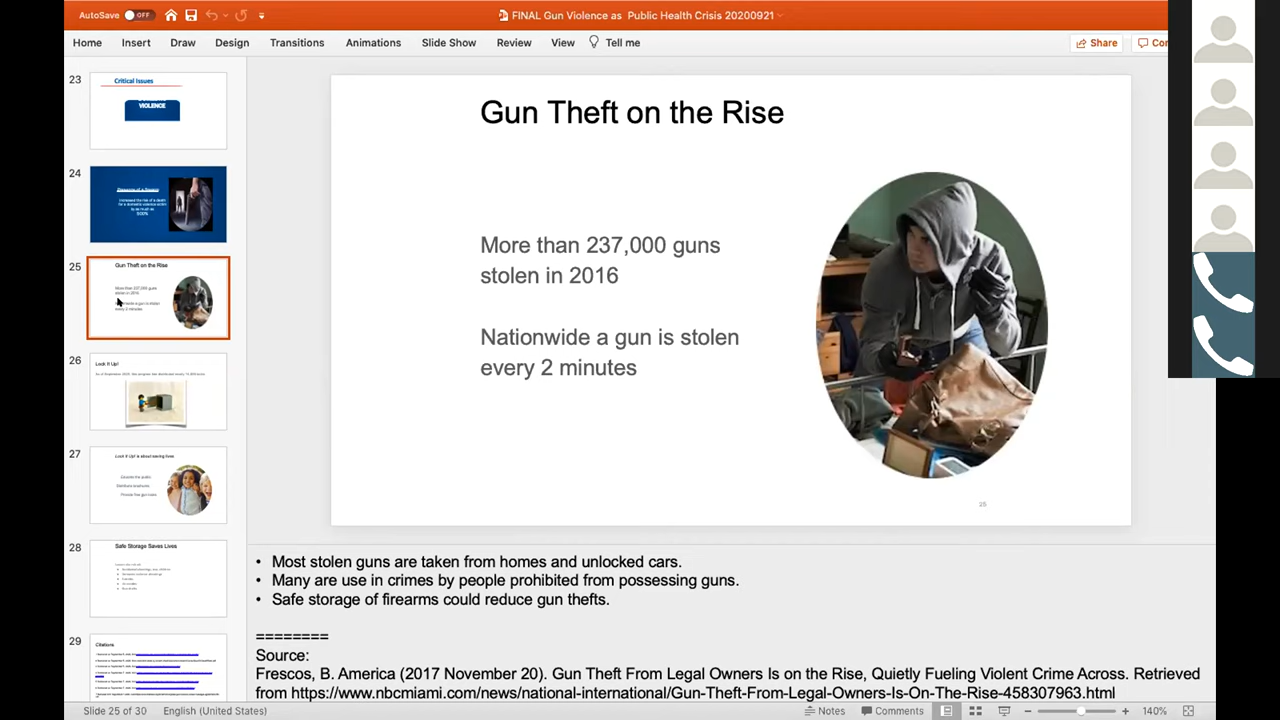 AutoSave OFF FINAL Gun Violence as Public Health Crisis 20200921
Home Insert Draw Design Transitions Animations Slide Show Review View Tell me Share
23
Critical Issues
VIOLENCE
24
25
Gun Theft on the Rise
26
Lock It Up!
27
Lock It Up! is about saving lives
28
Safe Storage Saves Lives
29
Citations
Gun Theft on the Rise
More than 237,000 guns
stolen in 2016
Nationwide a gun is stolen
every 2 minutes
25
• Most stolen guns are taken from homes and unlocked cars.
• Many are use in crimes by people prohibited from possessing guns.
• Safe storage of firearms could reduce gun thefts.
========
Source:
Frescos, B. America (2017 November 20). Gun Theft From Legal Owners Is on the Rise, Quietly Fueling Violent Crime Across. Retrieved
from https://www.nbcmiami.com/news/national-international/Gun-Theft-From-Legal-Owners-Is-On-The-Rise-458307963.html
Slide 25 of 30 English (United States) Notes Comments 140%